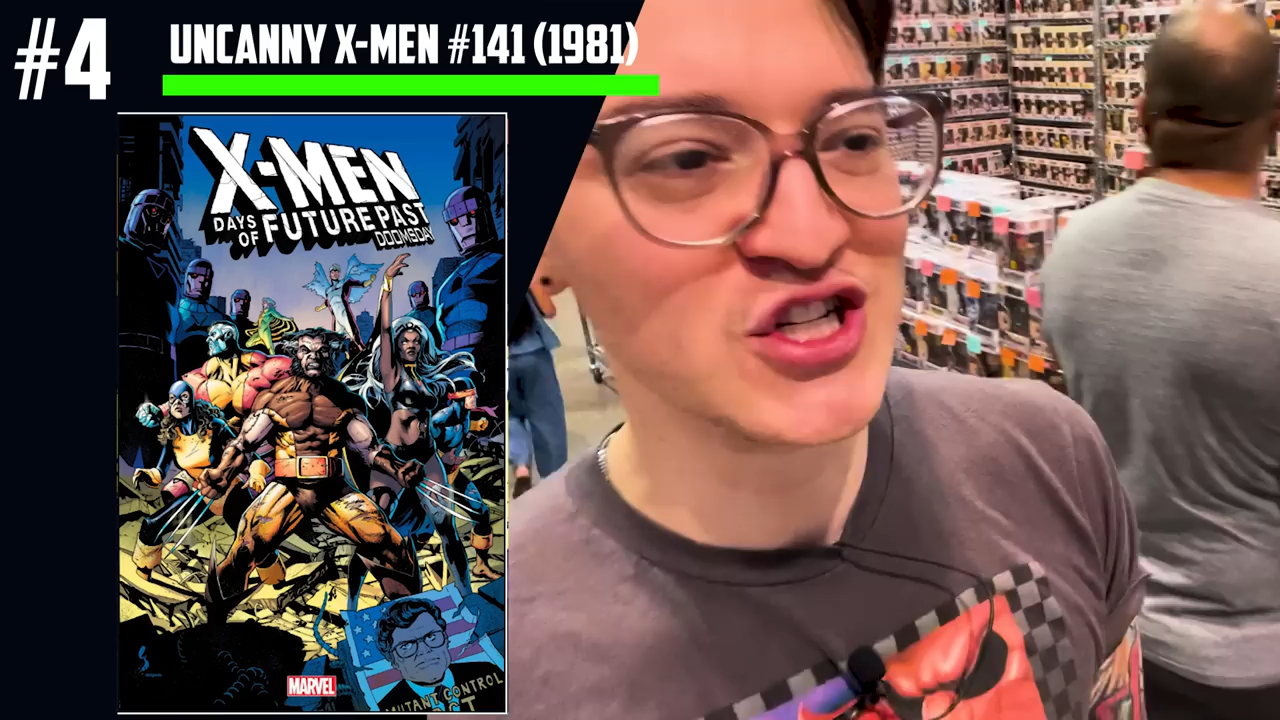 #4
UNCANNY X-MEN #141 (1981)
X-MEN
DAYS
OF FUTURE PAST
DOOMSDAY
MARVEL
MUTANT CONTROL